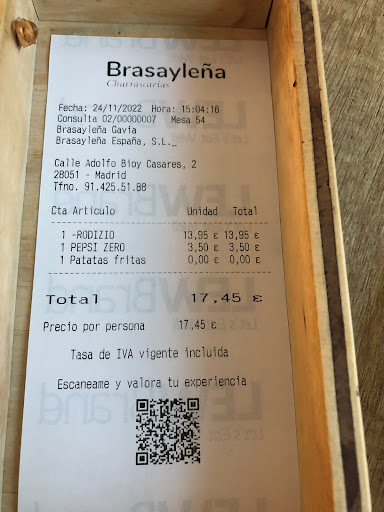 Brasayleña
Churrascarías
Fecha: 24/11/2022 Hora: 15:04:16
Consulta 02/00000007 Mesa 54
Brasayleña Gavia
Brasayleña España, S.L._
Calle Adolfo Bioy Casares, 2
28051 - Madrid
Tfno. 91.425.51.88
Cta Artículo Unidad Total
1 -RODIZIO 13,95 € 13,95 €
1 PEPSI ZERO 3,50 € 3,50 €
1 Patatas fritas 0,00 € 0,00 €
Total 17,45 €
Precio por persona 17,45 €
Tasa de IVA vigente incluida
Escaneame y valora tu experiencia